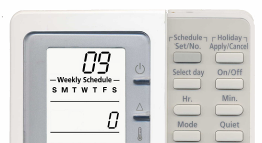 09
Weekly Schedule
S M T W T F S
0
Schedule
Set/No.
Holiday
Apply/Cancel
Select day
On/Off
Hr.
Min.
Mode
Quiet